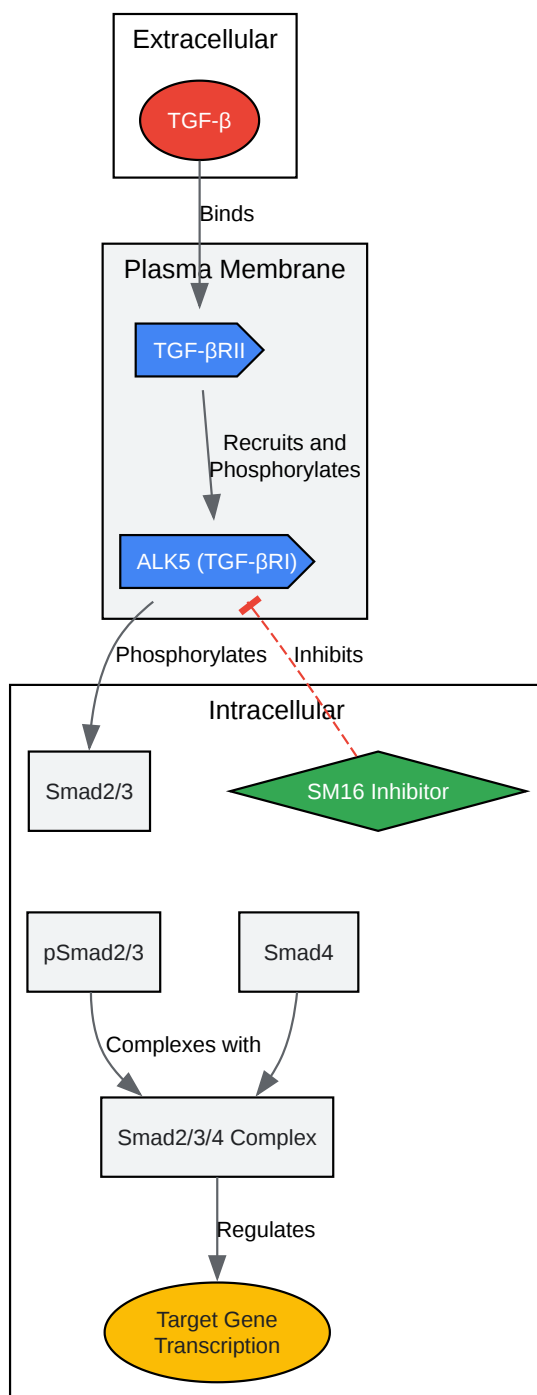 Extracellular
TGF-β
Binds
Plasma Membrane
TGF-βRII
Recruits and
Phosphorylates
ALK5 (TGF-βRI)
Phosphorylates
Inhibits
Intracellular
Smad2/3
SM16 Inhibitor
pSmad2/3
Smad4
Complexes with
Smad2/3/4 Complex
Regulates
Target Gene
Transcription